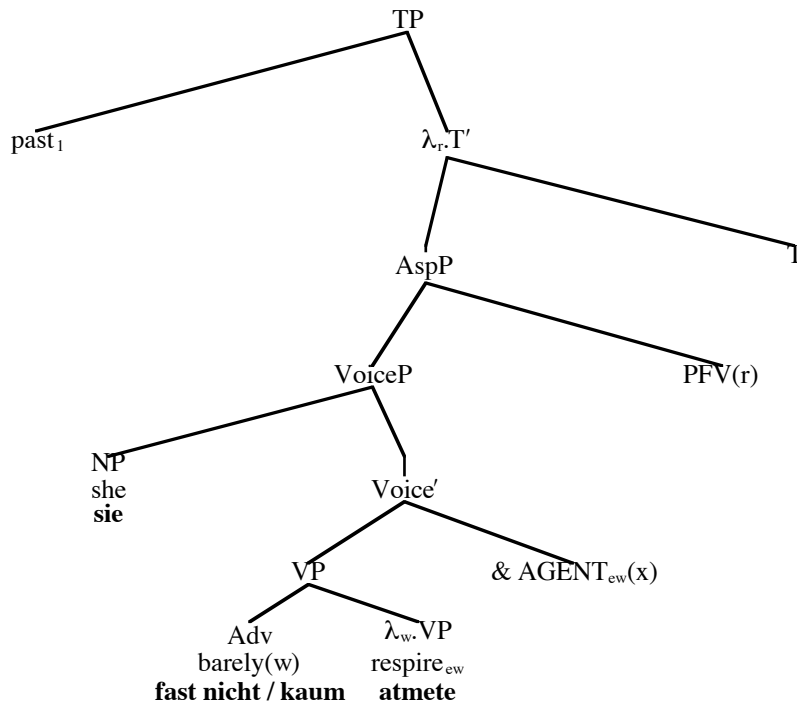 TP
past₁
λᵣ.T′
T
AspP
VoiceP
PFV(r)
NP
she
sie
Voice′
VP
& AGENTₑw(x)
Adv
barely(w)
fast nicht / kaum
λw.VP
respireₑw
atmete